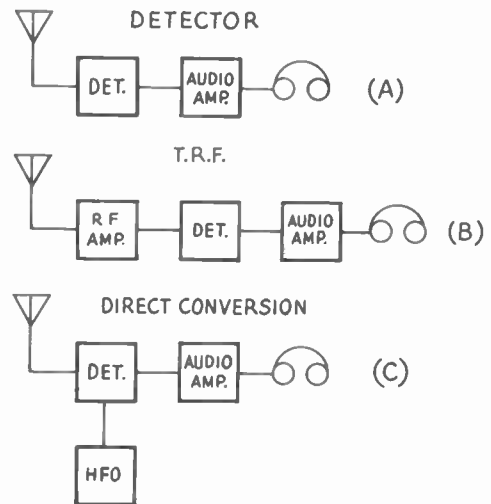 DETECTOR
DET.
AUDIO
AMP.
(A)
T.R.F.
RF
AMP.
DET.
AUDIO
AMP.
(B)
DIRECT CONVERSION
DET.
AUDIO
AMP.
(C)
HFO